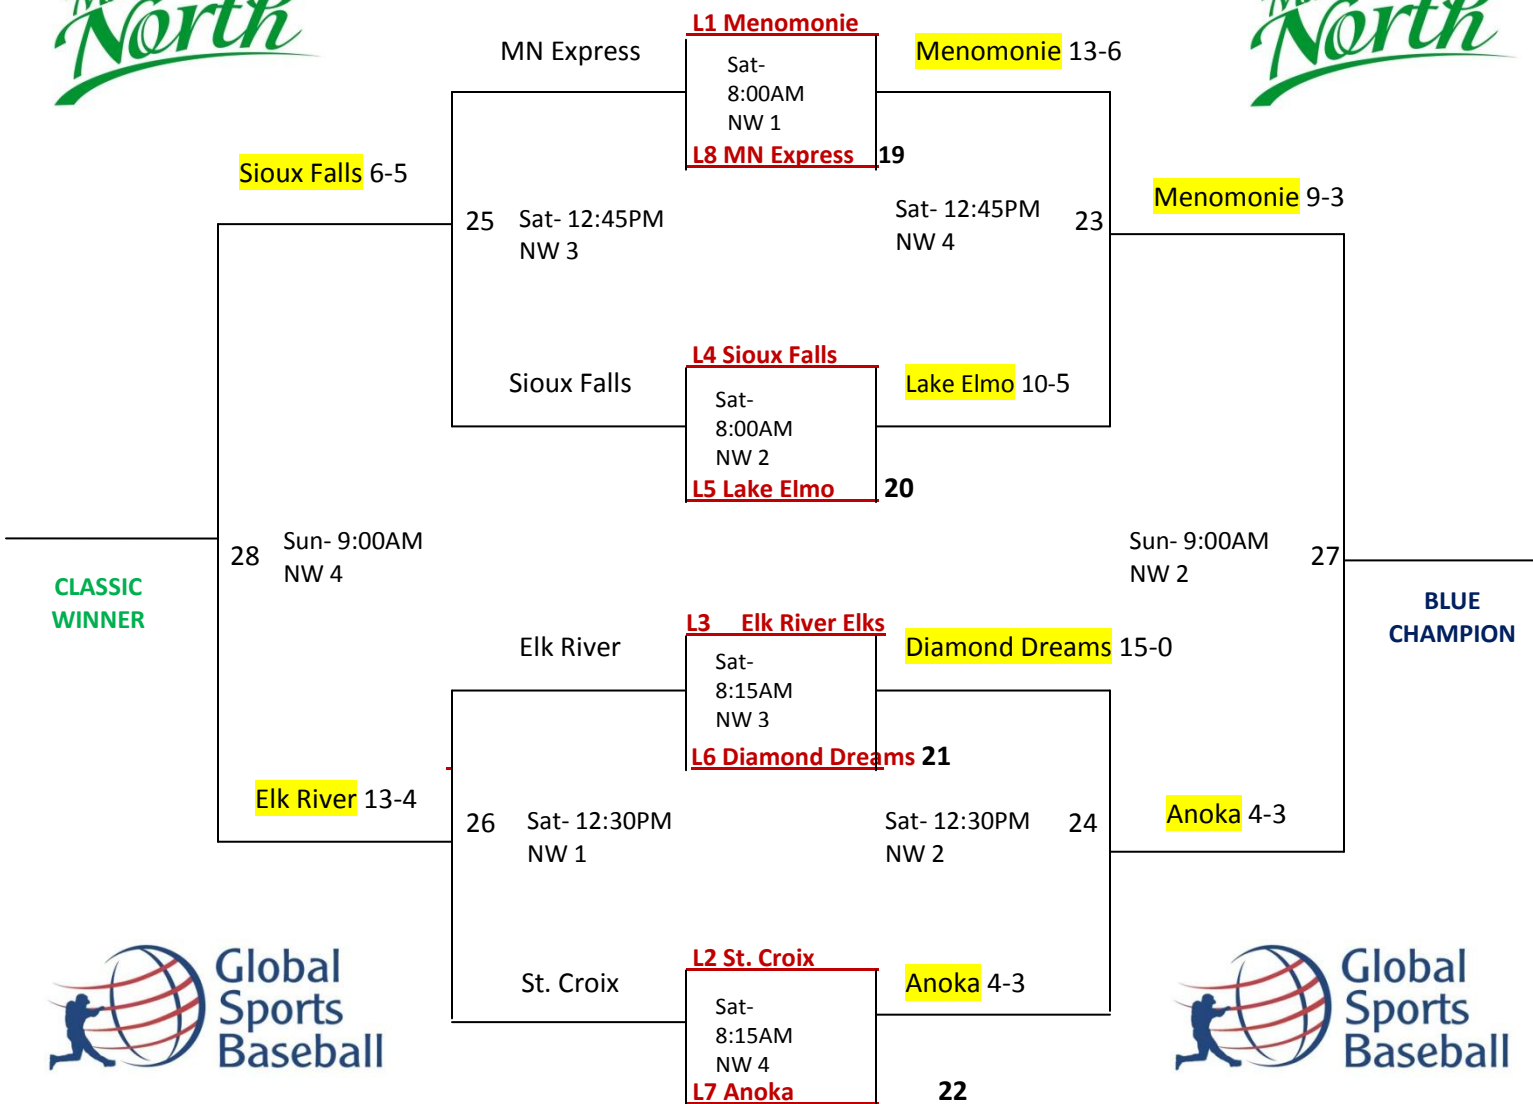 North
North
L1 Menomonie
MN Express
Menomonie 13-6
Sat-
8:00AM
NW 1
L8 MN Express 19
Sioux Falls 6-5
Menomonie 9-3
25 Sat- 12:45PM
NW 3
Sat- 12:45PM 23
NW 4
L4 Sioux Falls
Sioux Falls
Lake Elmo 10-5
Sat-
8:00AM
NW 2
L5 Lake Elmo 20
28 Sun- 9:00AM
NW 4
Sun- 9:00AM 27
NW 2
CLASSIC
WINNER
BLUE
CHAMPION
L3 Elk River Elks
Elk River
Diamond Dreams 15-0
Sat-
8:15AM
NW 3
L6 Diamond Dreams 21
Elk River 13-4
Anoka 4-3
26 Sat- 12:30PM
NW 1
Sat- 12:30PM 24
NW 2
L2 St. Croix
St. Croix
Anoka 4-3
Sat-
8:15AM
NW 4
L7 Anoka 22
Global
Sports
Baseball
Global
Sports
Baseball